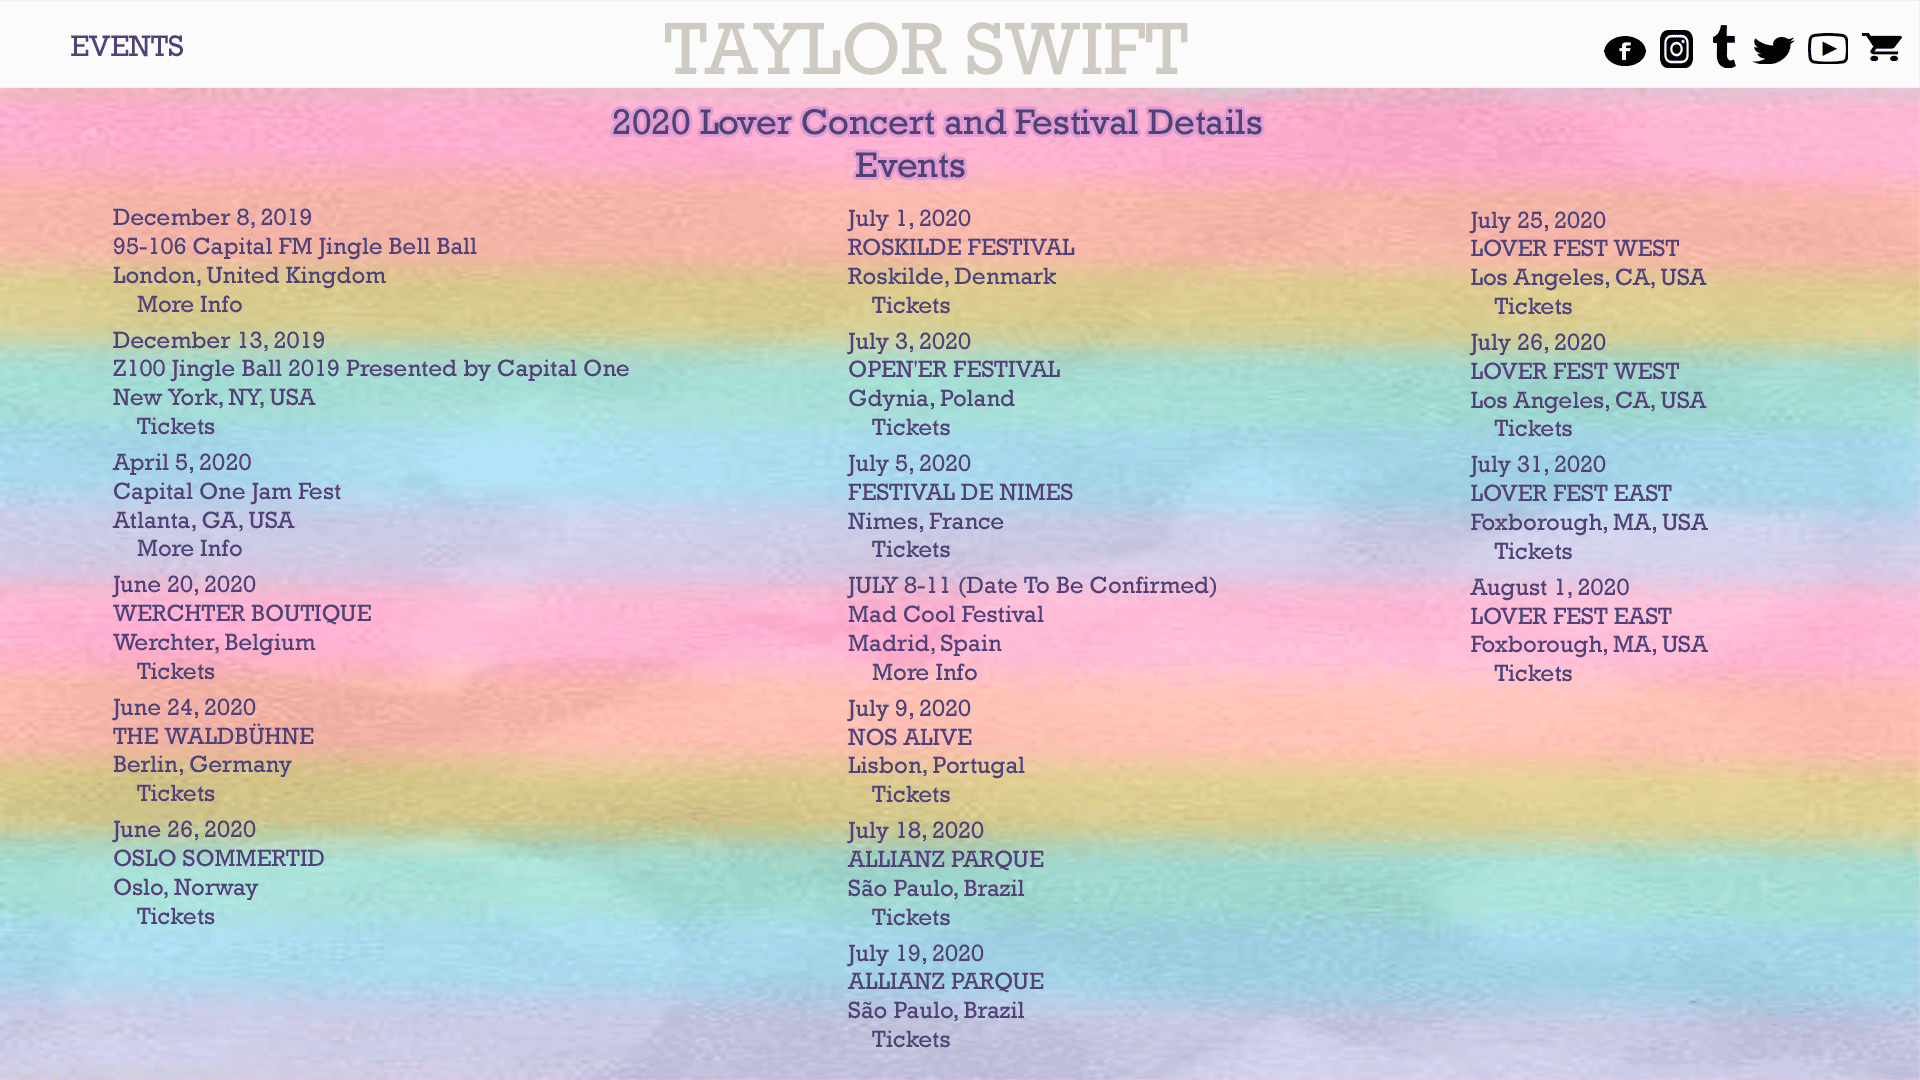 EVENTS
TAYLOR SWIFT
2020 Lover Concert and Festival Details
Events
December 8, 2019
95-106 Capital FM Jingle Bell Ball
London, United Kingdom
More Info
December 13, 2019
Z100 Jingle Ball 2019 Presented by Capital One
New York, NY, USA
Tickets
April 5, 2020
Capital One Jam Fest
Atlanta, GA, USA
More Info
June 20, 2020
WERCHTER BOUTIQUE
Werchter, Belgium
Tickets
June 24, 2020
THE WALDBÜHNE
Berlin, Germany
Tickets
June 26, 2020
OSLO SOMMERTID
Oslo, Norway
Tickets
July 1, 2020
ROSKILDE FESTIVAL
Roskilde, Denmark
Tickets
July 3, 2020
OPEN'ER FESTIVAL
Gdynia, Poland
Tickets
July 5, 2020
FESTIVAL DE NIMES
Nimes, France
Tickets
JULY 8-11 (Date To Be Confirmed)
Mad Cool Festival
Madrid, Spain
More Info
July 9, 2020
NOS ALIVE
Lisbon, Portugal
Tickets
July 18, 2020
ALLIANZ PARQUE
São Paulo, Brazil
Tickets
July 19, 2020
ALLIANZ PARQUE
São Paulo, Brazil
Tickets
July 25, 2020
LOVER FEST WEST
Los Angeles, CA, USA
Tickets
July 26, 2020
LOVER FEST WEST
Los Angeles, CA, USA
Tickets
July 31, 2020
LOVER FEST EAST
Foxborough, MA, USA
Tickets
August 1, 2020
LOVER FEST EAST
Foxborough, MA, USA
Tickets